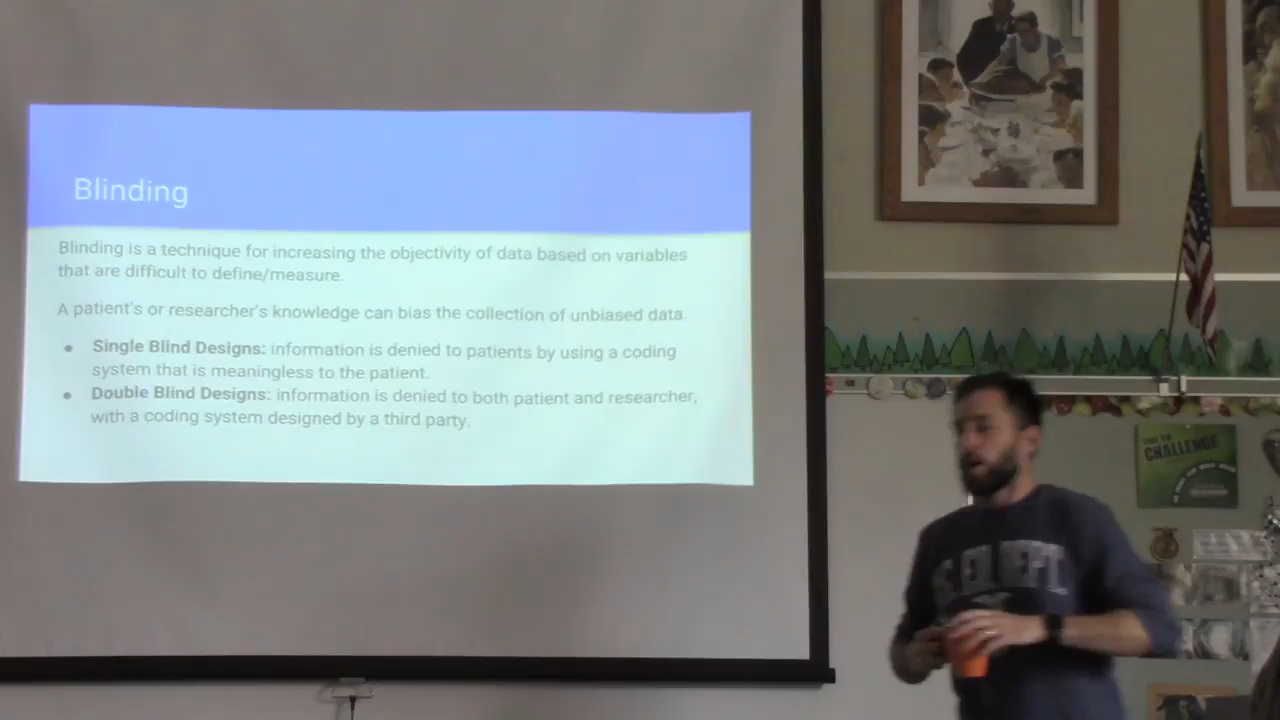 Blinding
Blinding is a technique for increasing the objectivity of data based on variables
that are difficult to define/measure.
A patient's or researcher's knowledge can bias the collection of unbiased data.
Single Blind Designs: information is denied to patients by using a coding
system that is meaningless to the patient.
Double Blind Designs: information is denied to both patient and researcher,
with a coding system designed by a third party.
CHALLENGE